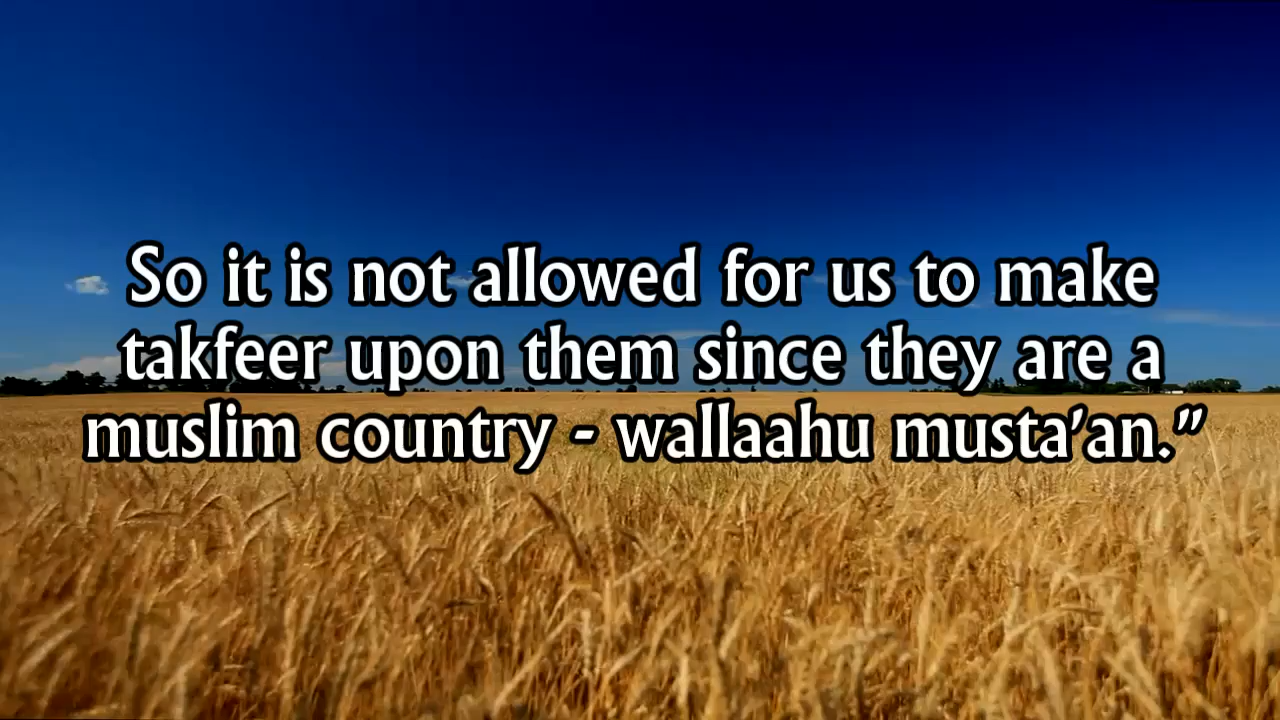 So it is not allowed for us to make
takfeer upon them since they are a
muslim country - wallaahu musta'an.”